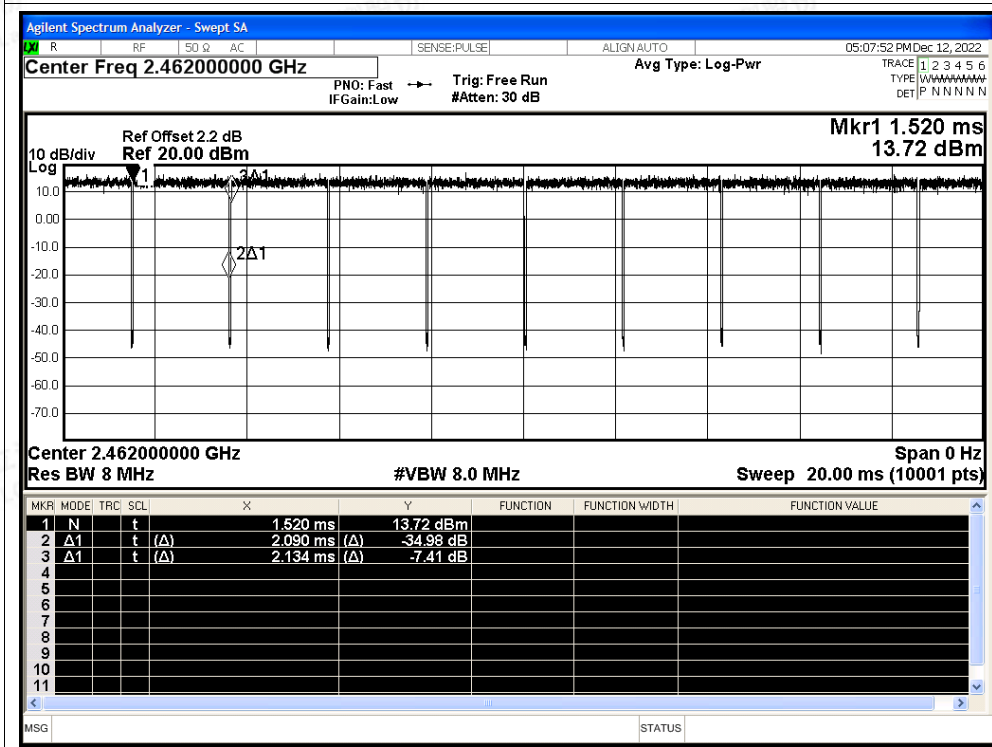 Agilent Spectrum Analyzer - Swept SA
LXI R RF 50 Ω AC SENSE:PULSE ALIGN AUTO 05:07:52 PM Dec 12, 2022
Center Freq 2.462000000 GHz
PNO: Fast
IFGain:Low
Trig: Free Run
#Atten: 30 dB
Avg Type: Log-Pwr
TRACE 1 2 3 4 5 6
TYPE W
DET P N N N N N
Mkr1 1.520 ms
13.72 dBm
Ref Offset 2.2 dB
10 dB/div Ref 20.00 dBm
Log
1
3Δ1
10.0
0.00
-10.0
2Δ1
-20.0
-30.0
-40.0
-50.0
-60.0
-70.0
Center 2.462000000 GHz Span 0 Hz
Res BW 8 MHz #VBW 8.0 MHz Sweep 20.00 ms (10001 pts)
MKR MODE TRC SCL X Y FUNCTION FUNCTION WIDTH FUNCTION VALUE
1 N t 1.520 ms 13.72 dBm
2 Δ1 t (Δ) 2.090 ms (Δ) -34.98 dB
3 Δ1 t (Δ) 2.134 ms (Δ) -7.41 dB
4
5
6
7
8
9
10
11
MSG STATUS